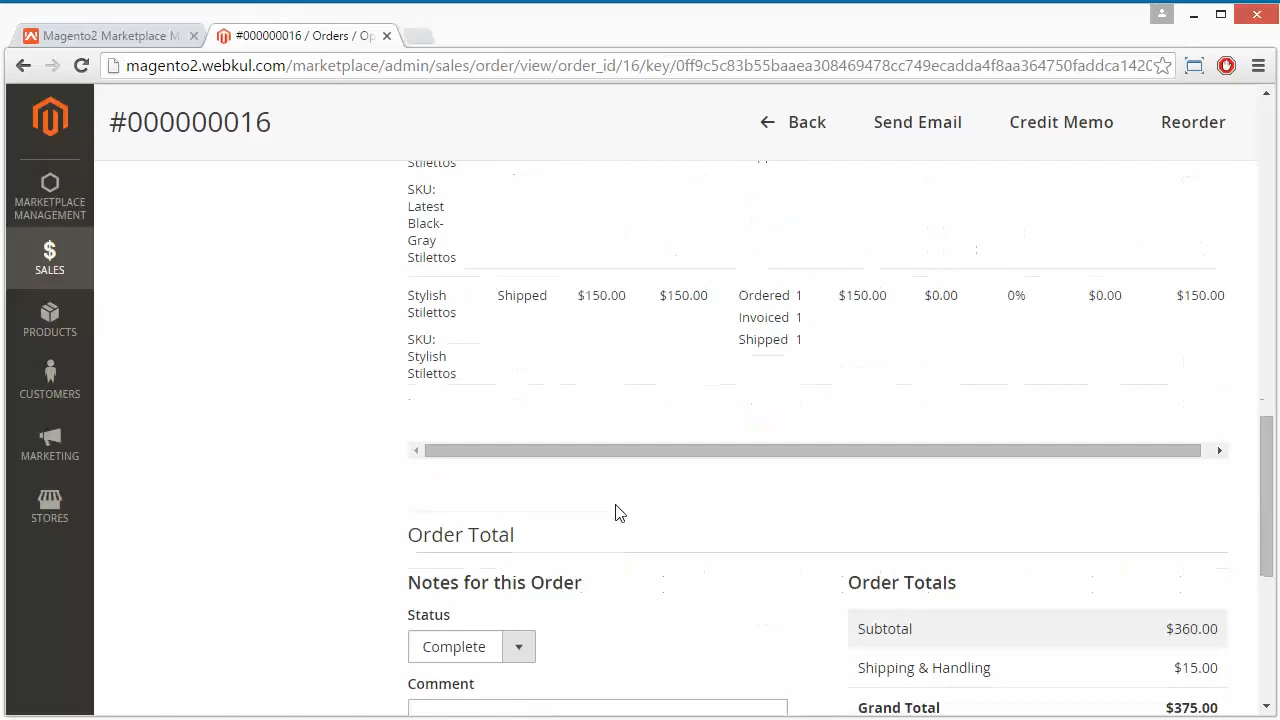 Magento2 Marketplace M
#000000016 / Orders / Op
magento2.webkul.com/marketplace/admin/sales/order/view/order_id/16/key/0ff9c5c83b55baaea308469478cc749ecadda4f8aa364750faddca142(
#000000016
Back
Send Email
Credit Memo
Reorder
MARKETPLACE
MANAGEMENT
SALES
PRODUCTS
CUSTOMERS
MARKETING
STORES
Stilettos
SKU:
Latest
Black-
Gray
Stilettos
Stylish Shipped $150.00 $150.00 Ordered 1 $150.00 $0.00 0% $0.00 $150.00
Stilettos Invoiced 1
SKU: Shipped 1
Stylish
Stilettos
Order Total
Notes for this Order
Status
Complete
Comment
Order Totals
Subtotal $360.00
Shipping & Handling $15.00
Grand Total $375.00